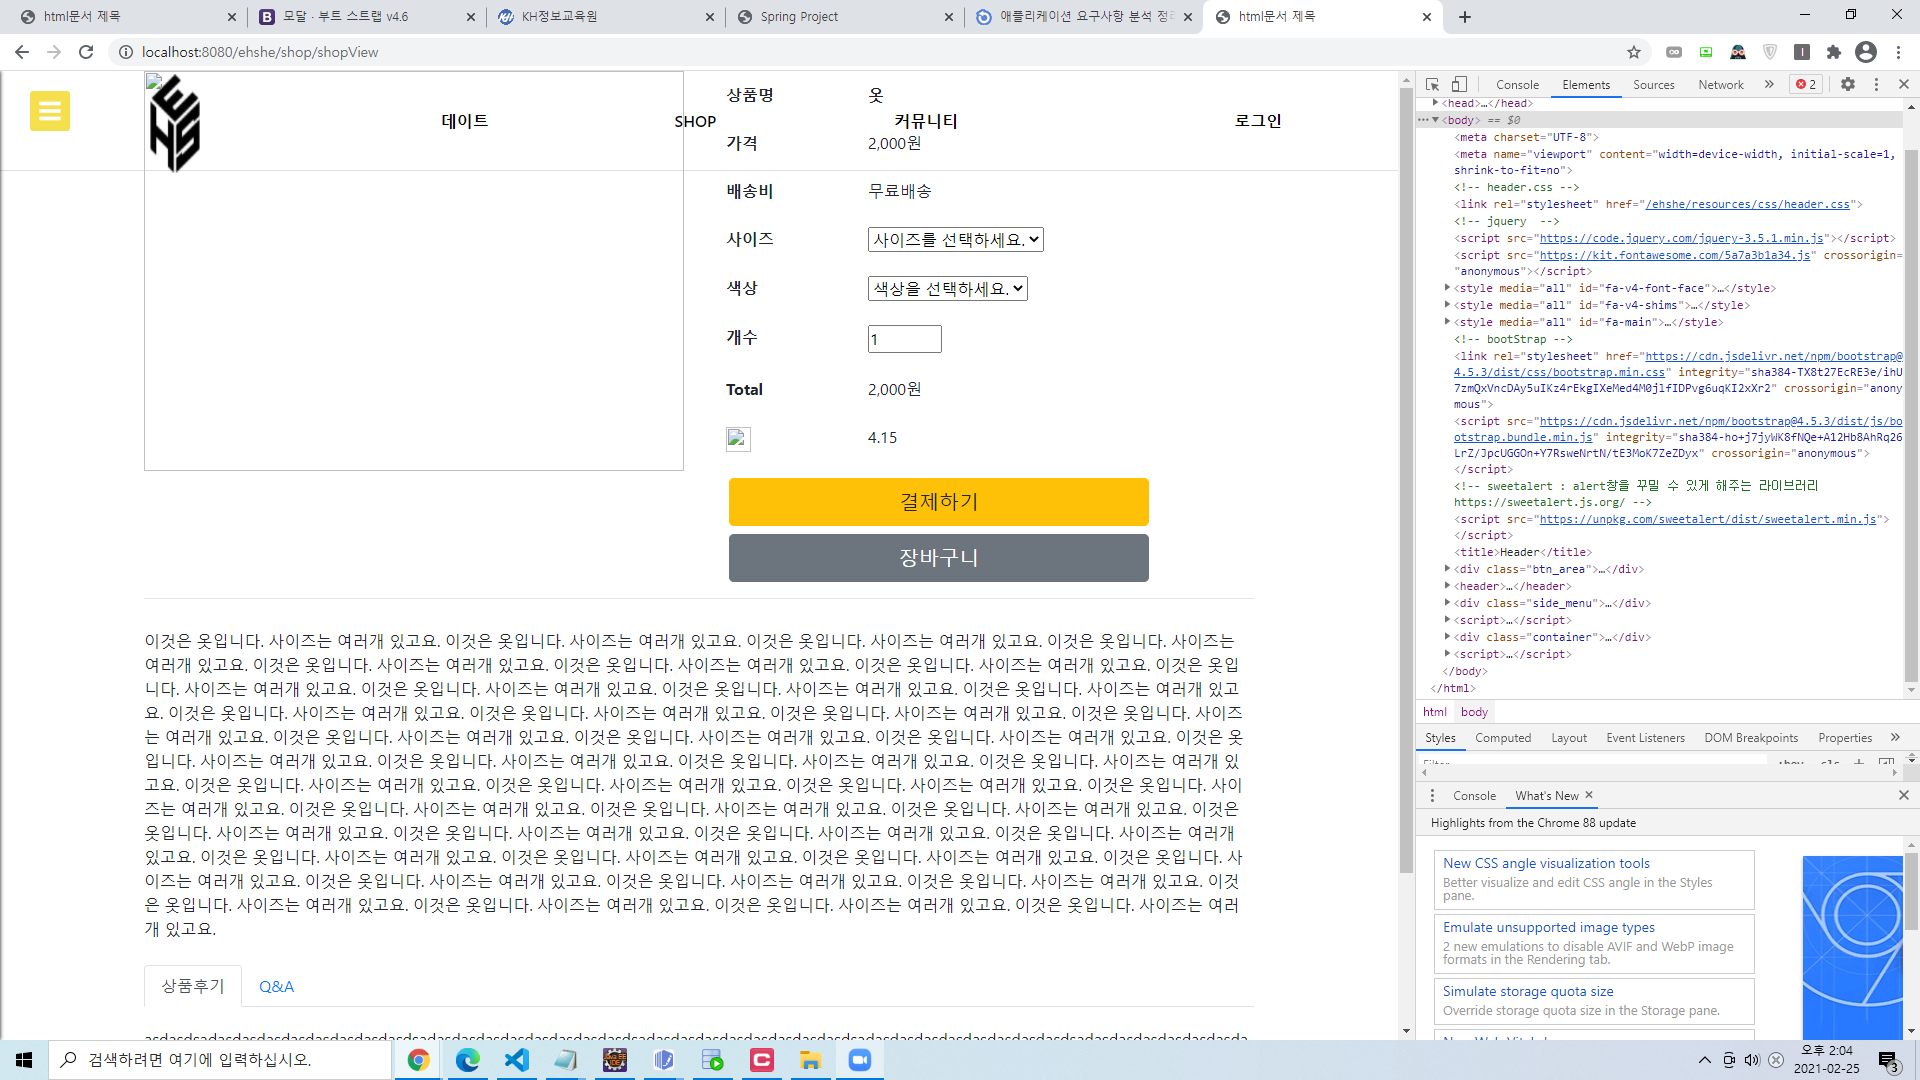 html문서 제목
모달 · 부트 스트랩 v4.6
KH정보교육원
Spring Project
애플리케이션 요구사항 분석 정리
html문서 제목
localhost:8080/ehshe/shop/shopView
EHSHE
데이트
SHOP
커뮤니티
로그인
상품명 옷
가격 2,000원
배송비 무료배송
사이즈 사이즈를 선택하세요.
색상 색상을 선택하세요.
개수 1
Total 2,000원
4.15
결제하기
장바구니
이것은 옷입니다. 사이즈는 여러개 있고요. 이것은 옷입니다. 사이즈는 여러개 있고요. 이것은 옷입니다. 사이즈는 여러개 있고요. 이것은 옷입니다. 사이즈는
여러개 있고요. 이것은 옷입니다. 사이즈는 여러개 있고요. 이것은 옷입니다. 사이즈는 여러개 있고요. 이것은 옷입니다. 사이즈는 여러개 있고요. 이것은 옷입
니다. 사이즈는 여러개 있고요. 이것은 옷입니다. 사이즈는 여러개 있고요. 이것은 옷입니다. 사이즈는 여러개 있고요. 이것은 옷입니다. 사이즈는 여러개 있고
요. 이것은 옷입니다. 사이즈는 여러개 있고요. 이것은 옷입니다. 사이즈는 여러개 있고요. 이것은 옷입니다. 사이즈는 여러개 있고요. 이것은 옷입니다. 사이즈
는 여러개 있고요. 이것은 옷입니다. 사이즈는 여러개 있고요. 이것은 옷입니다. 사이즈는 여러개 있고요. 이것은 옷입니다. 사이즈는 여러개 있고요. 이것은 옷
입니다. 사이즈는 여러개 있고요. 이것은 옷입니다. 사이즈는 여러개 있고요. 이것은 옷입니다. 사이즈는 여러개 있고요. 이것은 옷입니다. 사이즈는 여러개 있
고요. 이것은 옷입니다. 사이즈는 여러개 있고요. 이것은 옷입니다. 사이즈는 여러개 있고요. 이것은 옷입니다. 사이즈는 여러개 있고요. 이것은 옷입니다. 사이
즈는 여러개 있고요. 이것은 옷입니다. 사이즈는 여러개 있고요. 이것은 옷입니다. 사이즈는 여러개 있고요. 이것은 옷입니다. 사이즈는 여러개 있고요. 이것은
옷입니다. 사이즈는 여러개 있고요. 이것은 옷입니다. 사이즈는 여러개 있고요. 이것은 옷입니다. 사이즈는 여러개 있고요. 이것은 옷입니다. 사이즈는 여러개
있고요. 이것은 옷입니다. 사이즈는 여러개 있고요. 이것은 옷입니다. 사이즈는 여러개 있고요. 이것은 옷입니다. 사이즈는 여러개 있고요. 이것은 옷입니다. 사
이즈는 여러개 있고요. 이것은 옷입니다. 사이즈는 여러개 있고요. 이것은 옷입니다. 사이즈는 여러개 있고요. 이것은 옷입니다. 사이즈는 여러개 있고요. 이것
은 옷입니다. 사이즈는 여러개 있고요. 이것은 옷입니다. 사이즈는 여러개 있고요. 이것은 옷입니다. 사이즈는 여러개 있고요. 이것은 옷입니다. 사이즈는 여러
개 있고요.
상품후기
Q&A
Console Elements Sources Network 2
<head>…</head>
<body> == $0
<meta charset="UTF-8">
<meta name="viewport" content="width=device-width, initial-scale=1,
shrink-to-fit=no">
<!-- header.css -->
<link rel="stylesheet" href="/ehshe/resources/css/header.css">
<!-- jquery -->
<script src="https://code.jquery.com/jquery-3.5.1.min.js"></script>
<script src="https://kit.fontawesome.com/5a7a3b1a34.js" crossorigin=
"anonymous"></script>
<style media="all" id="fa-v4-font-face">…</style>
<style media="all" id="fa-v4-shims">…</style>
<style media="all" id="fa-main">…</style>
<!-- bootStrap -->
<link rel="stylesheet" href="https://cdn.jsdelivr.net/npm/bootstrap@
4.5.3/dist/css/bootstrap.min.css" integrity="sha384-TX8t27EcRE3e/ihU
7zmQxVncDAy5uIKz4rEkgIXeMed4M0jlfIDPvg6uqKI2xXr2" crossorigin="anony
mous">
<script src="https://cdn.jsdelivr.net/npm/bootstrap@4.5.3/dist/js/bo
otstrap.bundle.min.js" integrity="sha384-ho+j7jyWK8fNQe+A12Hb8AhRq26
LrZ/JpcUGGOn+Y7RsweNrtN/tE3MoK7ZeZDyx" crossorigin="anonymous">
</script>
<!-- sweetalert : alert창을 꾸밀 수 있게 해주는 라이브러리
https://sweetalert.js.org/ -->
<script src="https://unpkg.com/sweetalert/dist/sweetalert.min.js">
</script>
<title>Header</title>
<div class="btn_area">…</div>
<header>…</header>
<div class="side_menu">…</div>
<script>…</script>
<div class="container">…</div>
<script>…</script>
</body>
</html>
html body
Styles Computed Layout Event Listeners DOM Breakpoints Properties
Console What's New
Highlights from the Chrome 88 update
New CSS angle visualization tools
Better visualize and edit CSS angle in the Styles
pane.
Emulate unsupported image types
2 new emulations to disable AVIF and WebP image
formats in the Rendering tab.
Simulate storage quota size
Override storage quota size in the Storage pane.
검색하려면 여기에 입력하십시오.
오후 2:04
2021-02-25
3